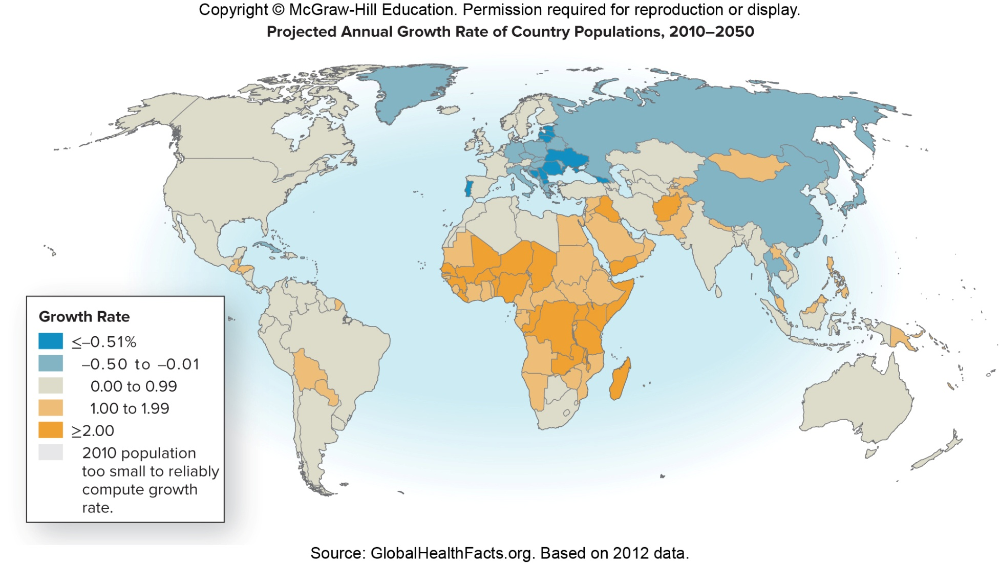 Copyright © McGraw-Hill Education. Permission required for reproduction or display.
Projected Annual Growth Rate of Country Populations, 2010–2050
Growth Rate
≤–0.51%
–0.50 to –0.01
0.00 to 0.99
1.00 to 1.99
≥2.00
2010 population
too small to reliably
compute growth
rate.
Source: GlobalHealthFacts.org. Based on 2012 data.